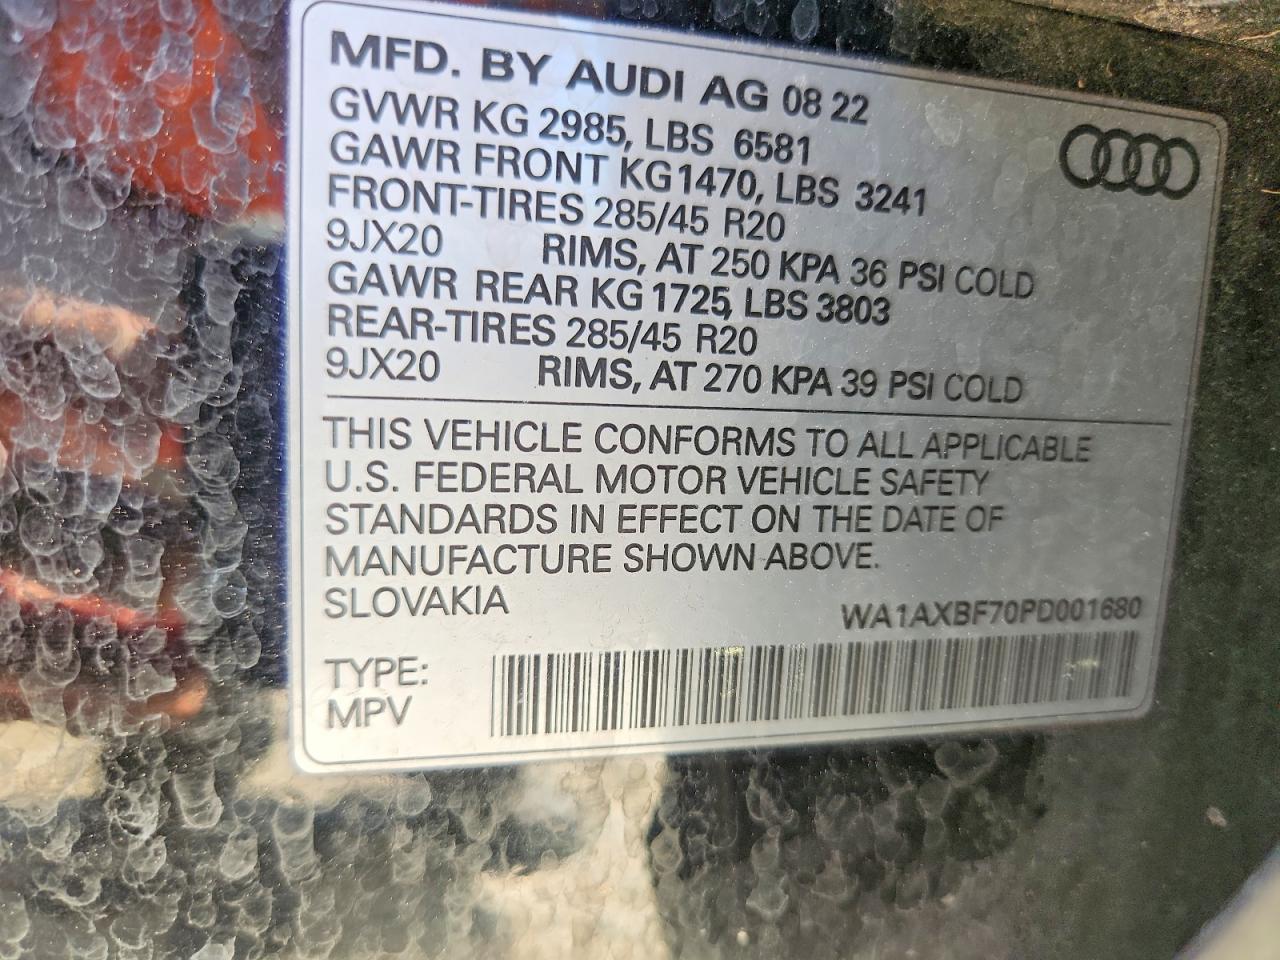 MFD. BY AUDI AG 08 22
GVWR KG 2985, LBS 6581
GAWR FRONT KG1470, LBS 3241
FRONT-TIRES 285/45 R20
9JX20 RIMS, AT 250 KPA 36 PSI COLD
GAWR REAR KG 1725, LBS 3803
REAR-TIRES 285/45 R20
9JX20 RIMS, AT 270 KPA 39 PSI COLD
THIS VEHICLE CONFORMS TO ALL APPLICABLE
U.S. FEDERAL MOTOR VEHICLE SAFETY
STANDARDS IN EFFECT ON THE DATE OF
MANUFACTURE SHOWN ABOVE.
SLOVAKIA
WA1AXBF70PD001680
TYPE:
MPV